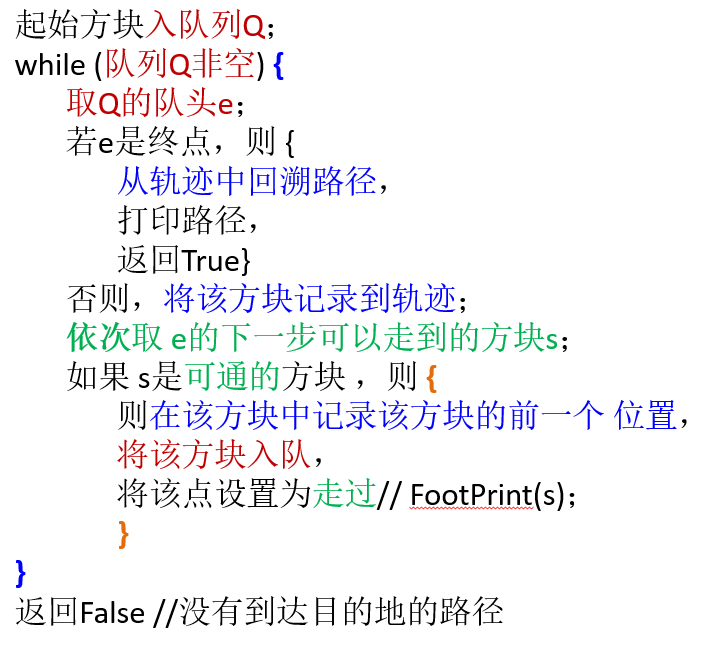 起始方块入队列Q；
while (队列Q非空) {
取Q的队头e；
若e是终点，则 {
从轨迹中回溯路径，
打印路径，
返回True}
否则，将该方块记录到轨迹；
依次取 e的下一步可以走到的方块s；
如果 s是可通的方块 ，则 {
则在该方块中记录该方块的前一个 位置，
将该方块入队，
将该点设置为走过// FootPrint(s)；
}
}
返回False //没有到达目的地的路径